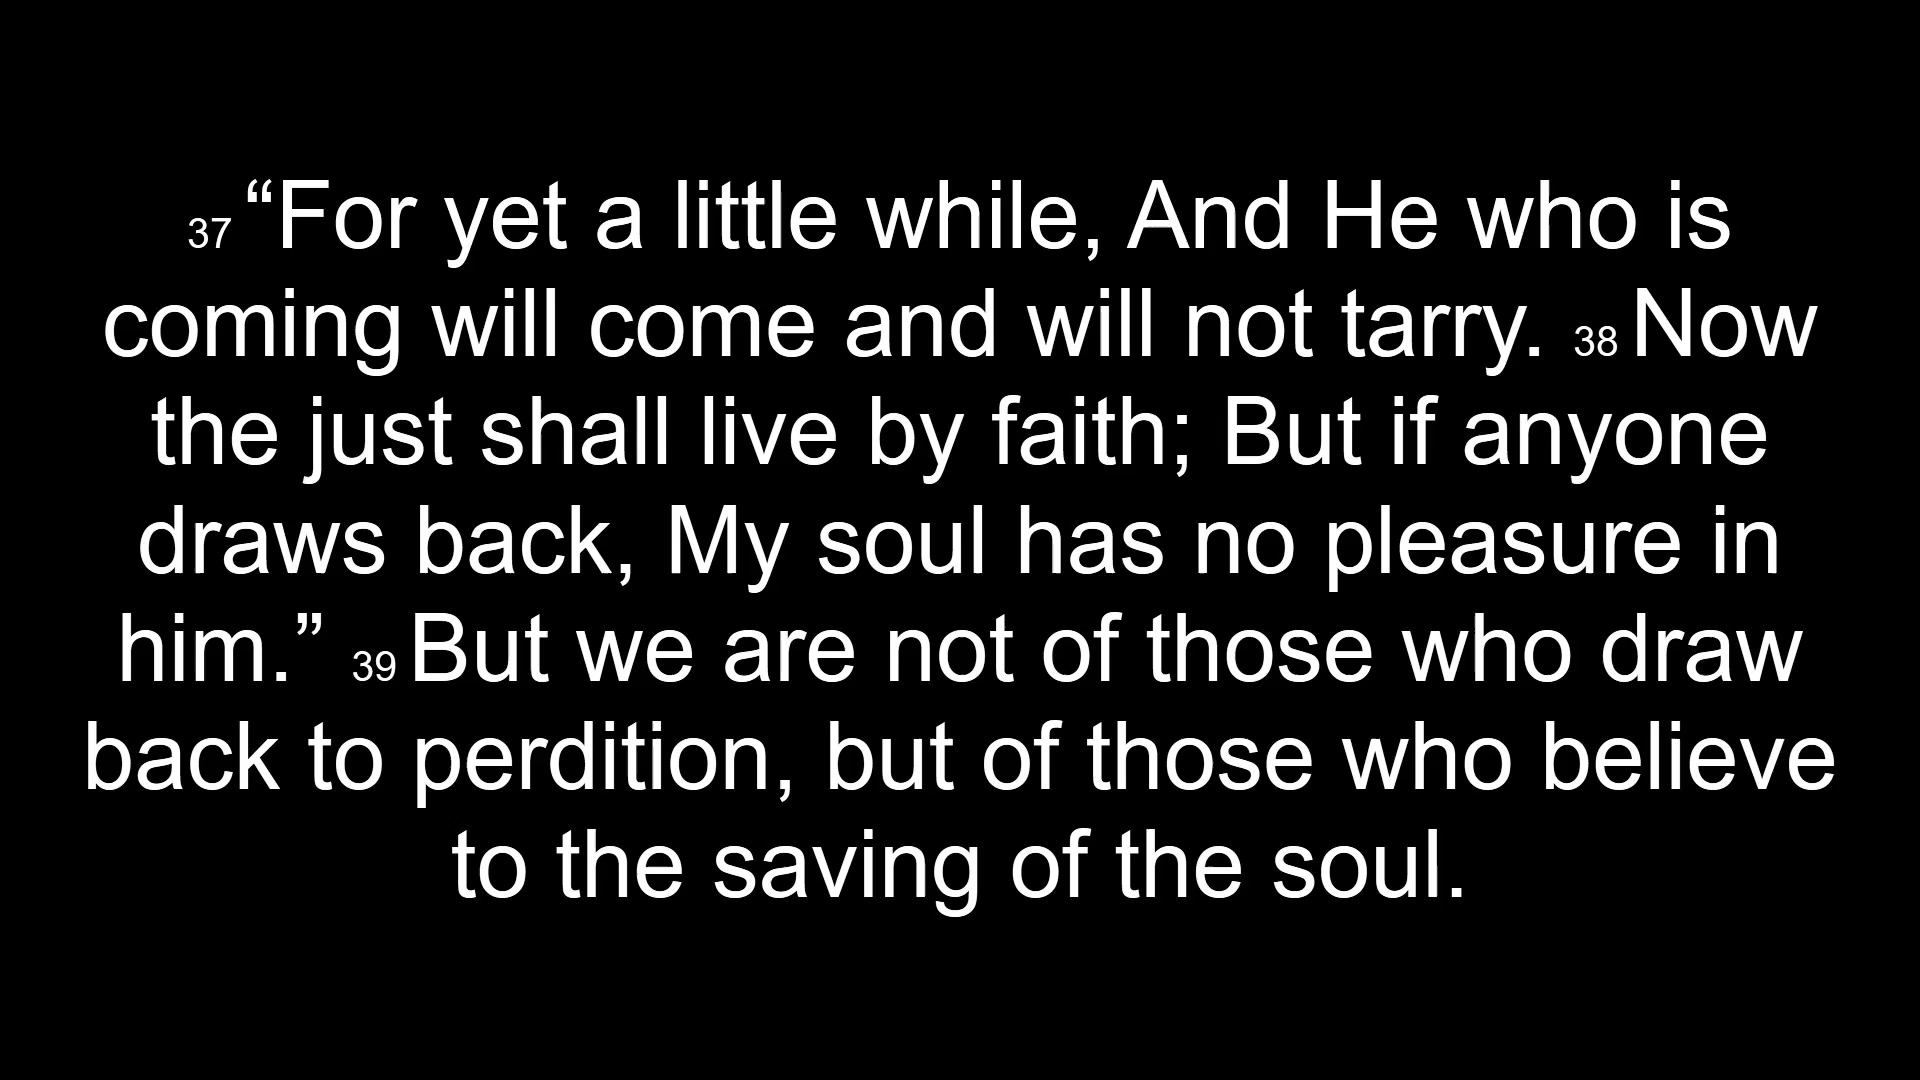 37 “For yet a little while, And He who is
coming will come and will not tarry. 38 Now
the just shall live by faith; But if anyone
draws back, My soul has no pleasure in
him.” 39 But we are not of those who draw
back to perdition, but of those who believe
to the saving of the soul.